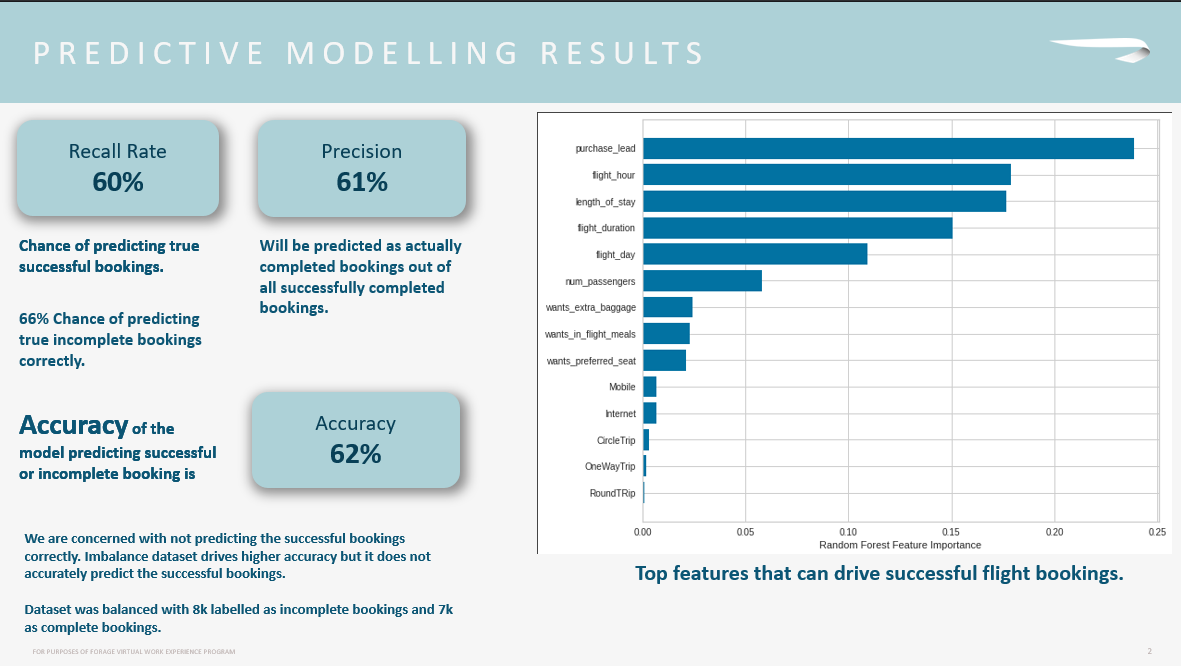 PREDICTIVE MODELLING RESULTS
Recall Rate
60%
Precision
61%
Chance of predicting true
successful bookings.
66% Chance of predicting
true incomplete bookings
correctly.
Will be predicted as actually
completed bookings out of
all successfully completed
bookings.
Accuracy of the
model predicting successful
or incomplete booking is
Accuracy
62%
We are concerned with not predicting the successful bookings
correctly. Imbalance dataset drives higher accuracy but it does not
accurately predict the successful bookings.
Dataset was balanced with 8k labelled as incomplete bookings and 7k
as complete bookings.
purchase_lead
flight_hour
length_of_stay
flight_duration
flight_day
num_passengers
wants_extra_baggage
wants_in_flight_meals
wants_preferred_seat
Mobile
Internet
CircleTrip
OneWayTrip
RoundTRip
0.00 0.05 0.10 0.15 0.20 0.25
Random Forest Feature Importance
Top features that can drive successful flight bookings.
FOR PURPOSES OF FORAGE VIRTUAL WORK EXPERIENCE PROGRAM
2